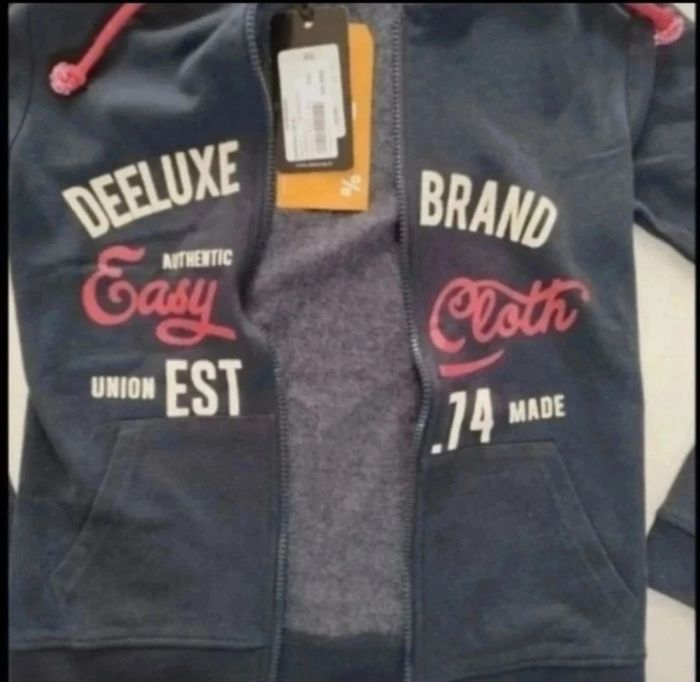 DEELUXE BRAND
AUTHENTIC
Easy Cloth
UNION EST .74 MADE
%